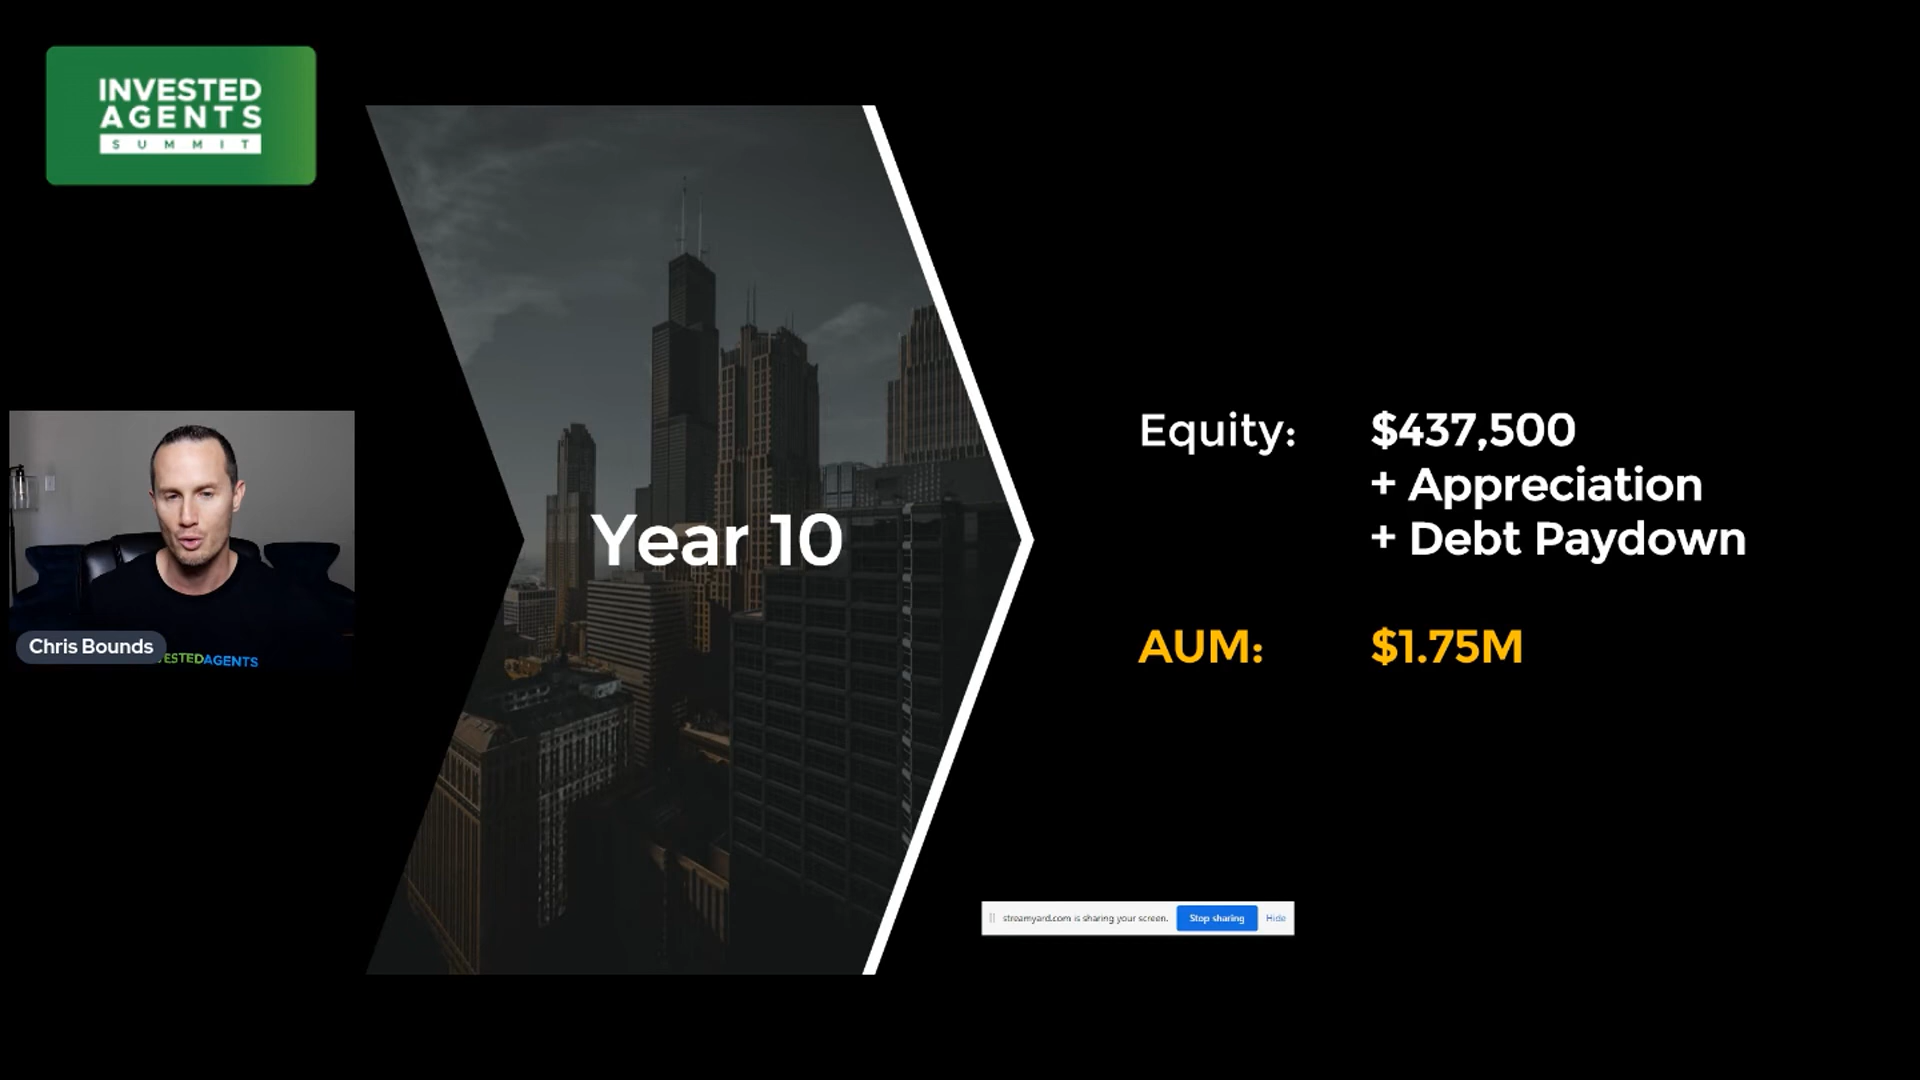 INVESTED
AGENTS
SUMMIT
Year 10
Equity: $437,500
+ Appreciation
+ Debt Paydown
AUM: $1.75M
Chris Bounds
ESTEDAGENTS
streamyard.com is sharing your screen. Stop sharing Hide